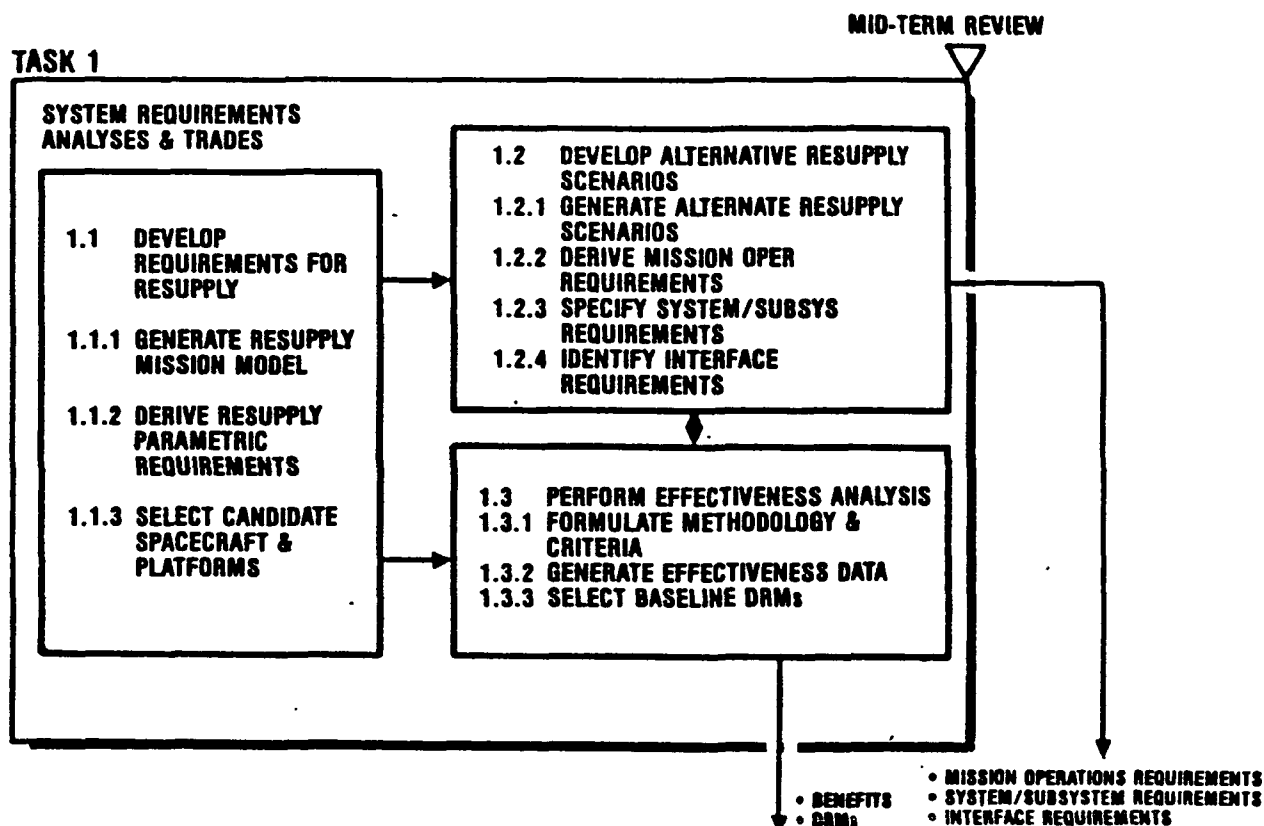 MID-TERM REVIEW
TASK 1
SYSTEM REQUIREMENTS
ANALYSES & TRADES
1.1 DEVELOP
REQUIREMENTS FOR
RESUPPLY
1.1.1 GENERATE RESUPPLY
MISSION MODEL
1.1.2 DERIVE RESUPPLY
PARAMETRIC
REQUIREMENTS
1.1.3 SELECT CANDIDATE
SPACECRAFT &
PLATFORMS
1.2 DEVELOP ALTERNATIVE RESUPPLY
SCENARIOS
1.2.1 GENERATE ALTERNATE RESUPPLY
SCENARIOS
1.2.2 DERIVE MISSION OPER
REQUIREMENTS
1.2.3 SPECIFY SYSTEM/SUBSYS
REQUIREMENTS
1.2.4 IDENTIFY INTERFACE
REQUIREMENTS
1.3 PERFORM EFFECTIVENESS ANALYSIS
1.3.1 FORMULATE METHODOLOGY &
CRITERIA
1.3.2 GENERATE EFFECTIVENESS DATA
1.3.3 SELECT BASELINE DRMs
• BENEFITS
• DRMs
• MISSION OPERATIONS REQUIREMENTS
• SYSTEM/SUBSYSTEM REQUIREMENTS
• INTERFACE REQUIREMENTS